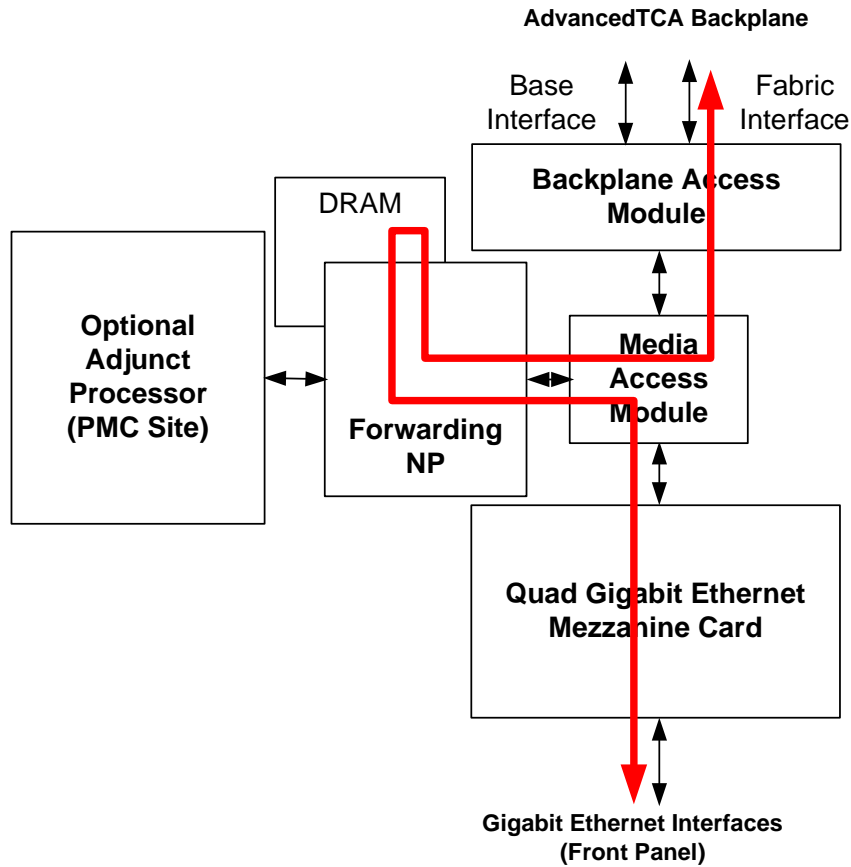 AdvancedTCA Backplane
Base
Interface
Fabric
Interface
Backplane Access
Module
DRAM
Optional
Adjunct
Processor
(PMC Site)
Forwarding
NP
Media
Access
Module
Quad Gigabit Ethernet
Mezzanine Card
Gigabit Ethernet Interfaces
(Front Panel)